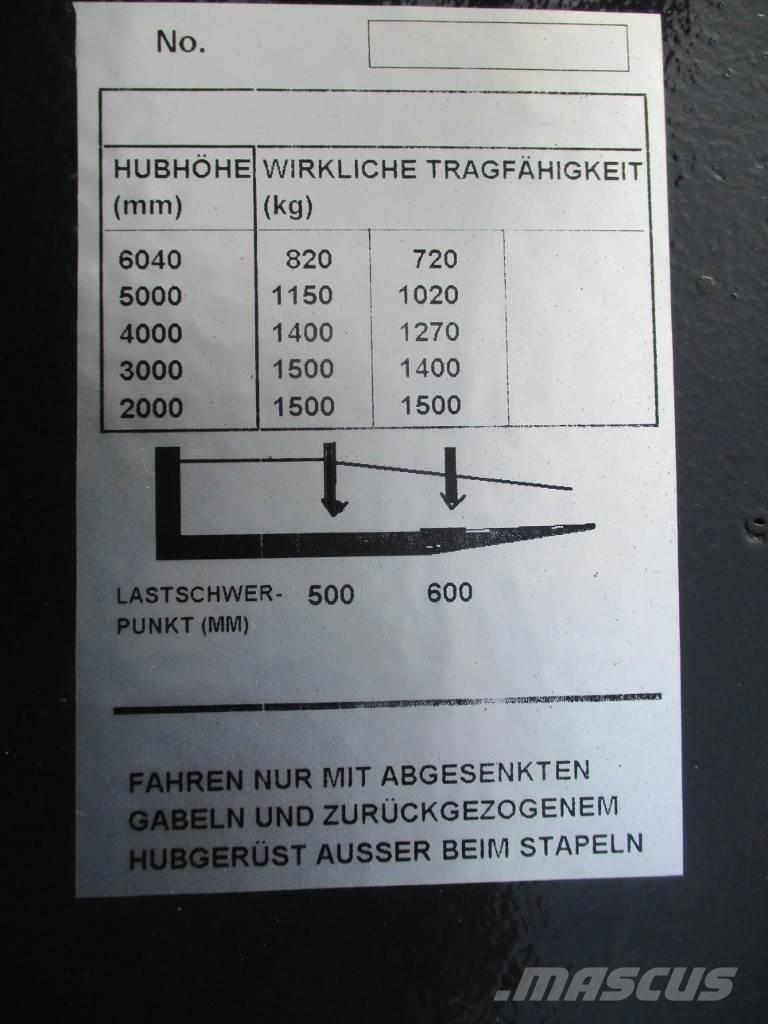 No.
HUBHÖHE WIRKLICHE TRAGFÄHIGKEIT
(mm) (kg)
6040 820 720
5000 1150 1020
4000 1400 1270
3000 1500 1400
2000 1500 1500
LASTSCHWER- 500 600
PUNKT (MM)
FAHREN NUR MIT ABGESENKTEN
GABELN UND ZURÜCKGEZOGENEM
HUBGERÜST AUSSER BEIM STAPELN
MASCUS